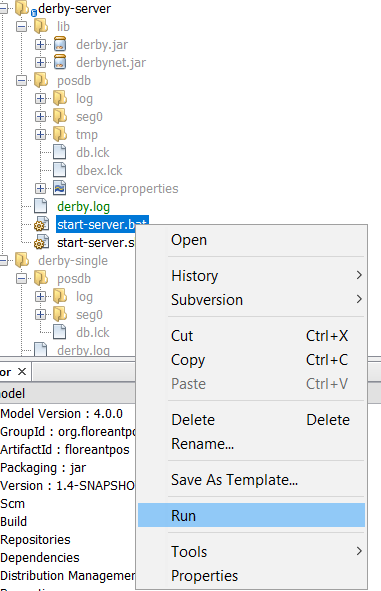 derby-server
lib
derby.jar
derbynet.jar
posdb
log
seg0
tmp
db.lck
dbex.lck
service.properties
derby.log
start-server.bat
start-server.s
derby-single
posdb
log
seg0
db.lck
derby.log
Open
History
Subversion
Cut Ctrl+X
Copy Ctrl+C
Paste Ctrl+V
Delete Delete
Rename...
Save As Template...
Run
Tools
Properties
or ×
odel
Model Version : 4.0.0
GroupId : org.floreantpo
ArtifactId : floreantpos
Packaging : jar
Version : 1.4-SNAPSHO
Scm
Build
Repositories
Dependencies
Distribution Managemen